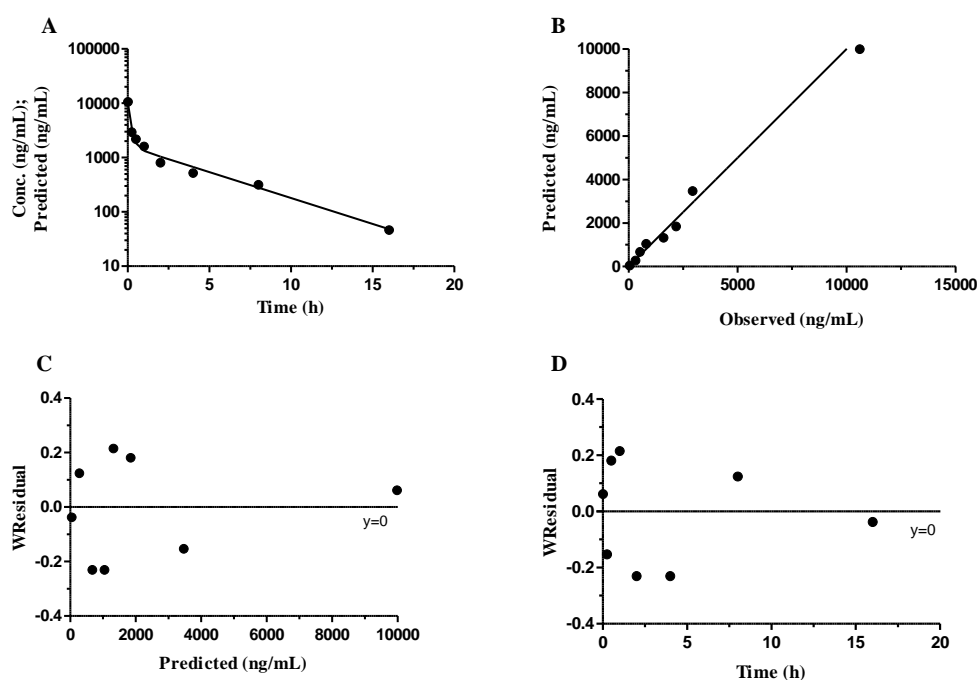 A
100000
10000
1000
100
10
Conc. (ng/mL);
Predicted (ng/mL)
0 5 10 15 20
Time (h)
B
10000
8000
6000
4000
2000
0
Predicted (ng/mL)
0 5000 10000 15000
Observed (ng/mL)
C
0.4
0.2
0.0
-0.2
-0.4
WResidual
y=0
0 2000 4000 6000 8000 10000
Predicted (ng/mL)
D
0.4
0.2
0.0
-0.2
-0.4
WResidual
y=0
0 5 10 15 20
Time (h)